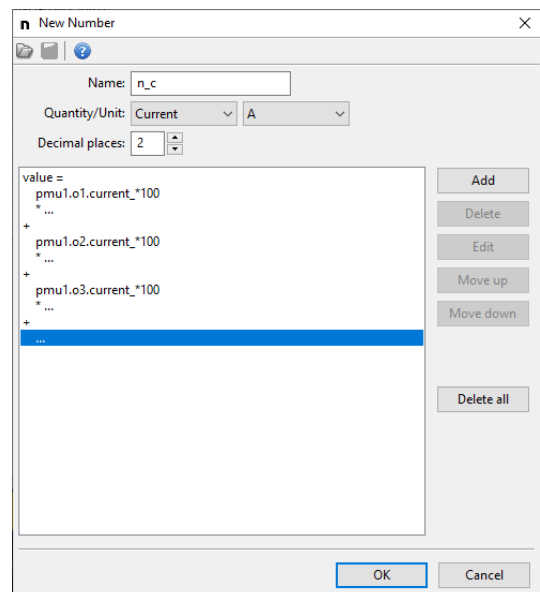 n New Number
Name: n_c
Quantity/Unit: Current A
Decimal places: 2
value =
pmu1.o1.current_*100
* ...
+
pmu1.o2.current_*100
* ...
+
pmu1.o3.current_*100
* ...
+
...
Add
Delete
Edit
Move up
Move down
Delete all
OK Cancel